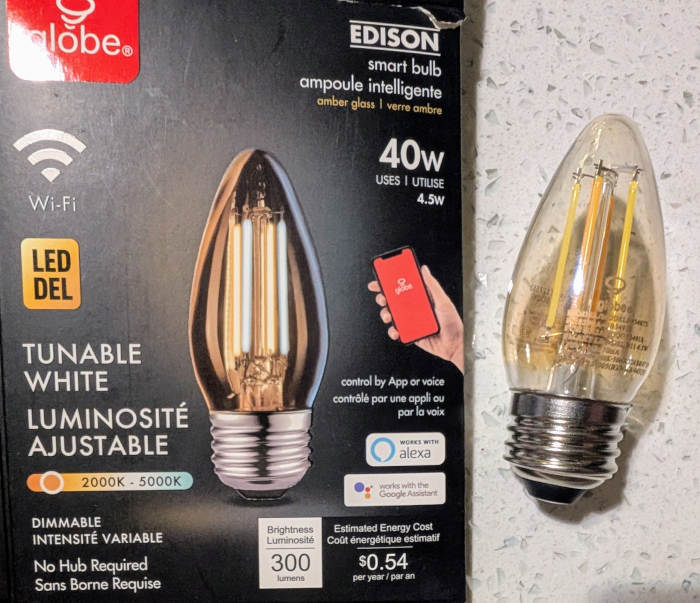 globe®
EDISON
smart bulb
ampoule intelligente
amber glass | verre ambre
40W
USES | UTILISE
4.5W
Wi-Fi
LED
DEL
globe
TUNABLE
WHITE
LUMINOSITÉ
AJUSTABLE
2000K - 5000K
control by App or voice
contrôlé par une appli ou
par la voix
WORKS WITH
alexa
works with the
Google Assistant
DIMMABLE
INTENSITÉ VARIABLE
No Hub Required
Sans Borne Requise
Brightness
Luminosité
300
lumens
Estimated Energy Cost
Coût énergétique estimatif
$0.54
per year / par an
globe